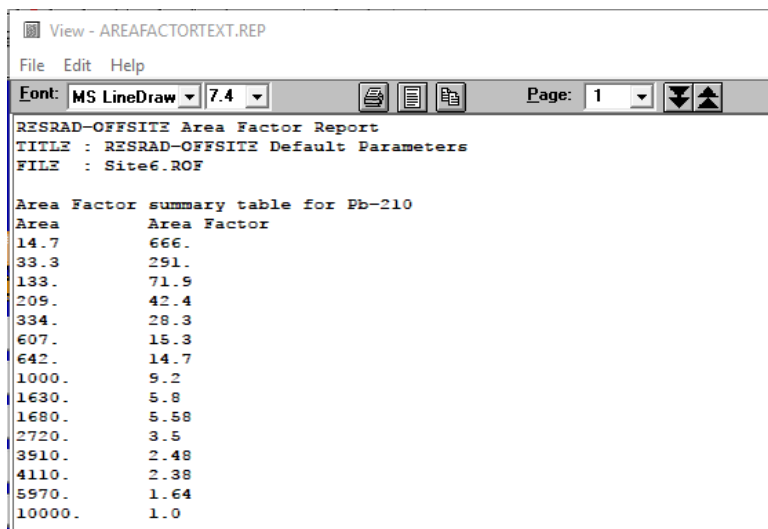 View - AREAFACTORTEXT.REP
File Edit Help
Font: MS LineDraw 7.4 Page: 1
RESRAD-OFFSITE Area Factor Report
TITLE : RESRAD-OFFSITE Default Parameters
FILE : Site6.ROF
Area Factor summary table for Pb-210
Area Area Factor
14.7 666.
33.3 291.
133. 71.9
209. 42.4
334. 28.3
607. 15.3
642. 14.7
1000. 9.2
1630. 5.8
1680. 5.58
2720. 3.5
3910. 2.48
4110. 2.38
5970. 1.64
10000. 1.0